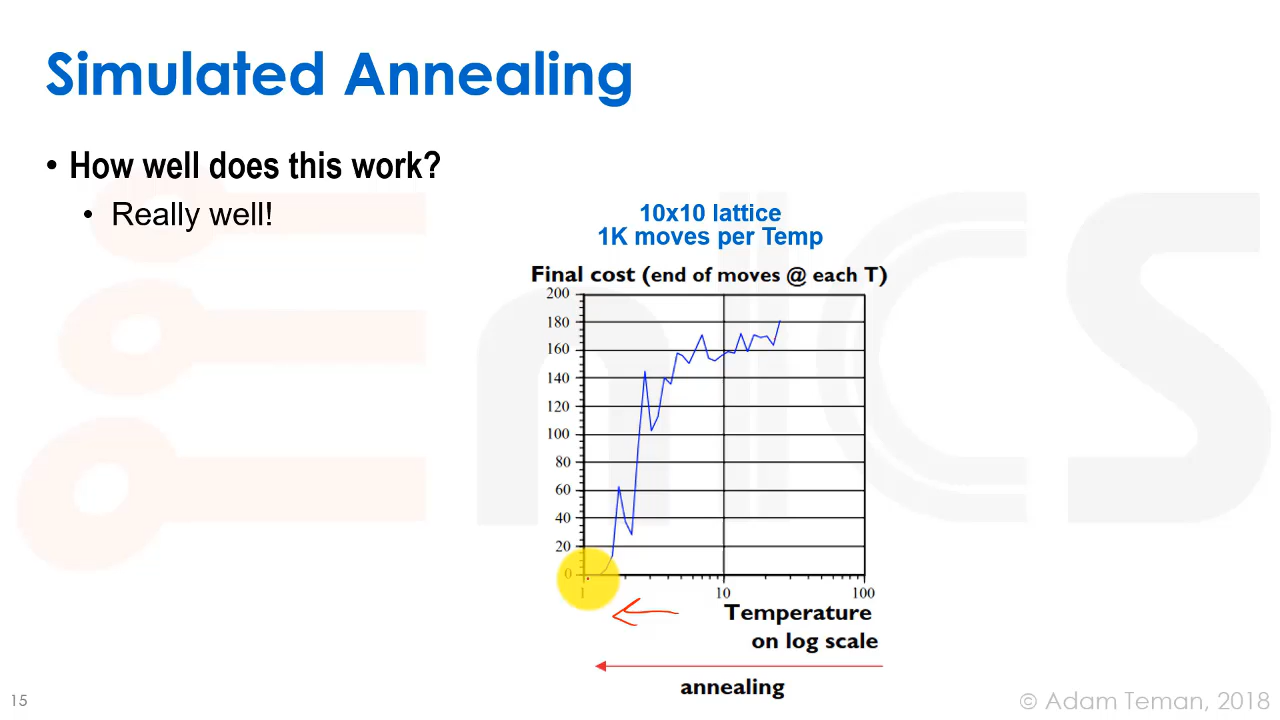 Simulated Annealing
• How well does this work?
• Really well!
10x10 lattice
1K moves per Temp
Final cost (end of moves @ each T)
200
180
160
140
120
100
80
60
40
20
0
1
10
100
Temperature
on log scale
annealing
15
© Adam Teman, 2018
nICS